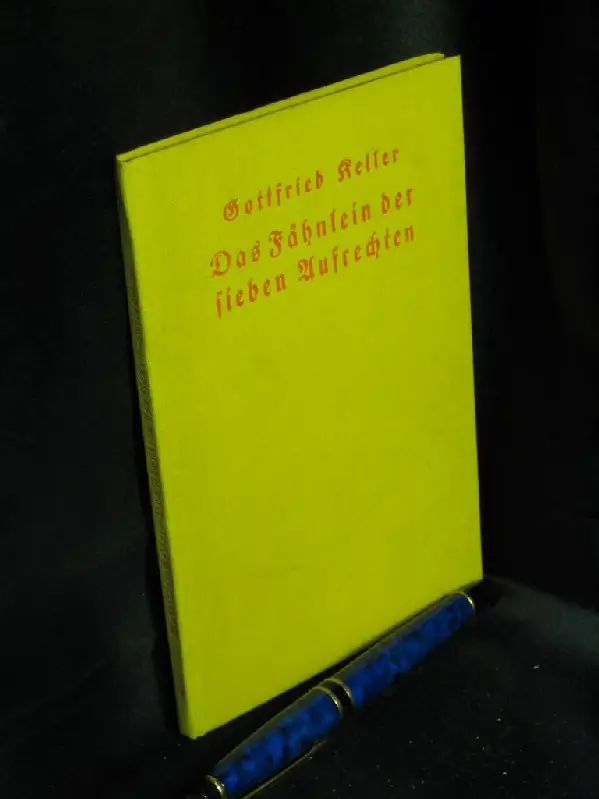 Gottfried Keller
Das Fähnlein der
sieben Aufrechten